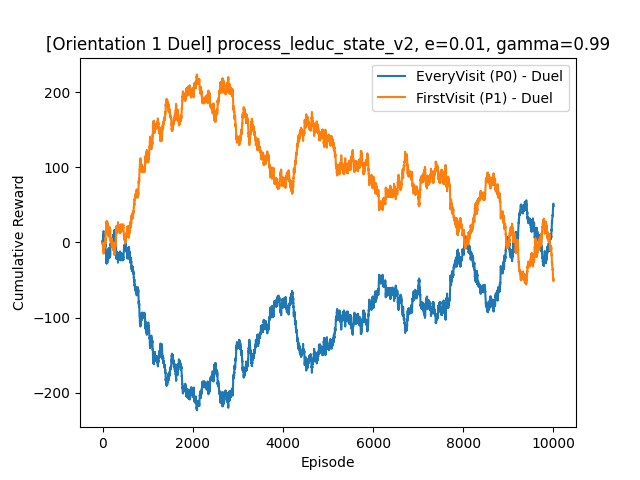 [Orientation 1 Duel] process_leduc_state_v2, e=0.01, gamma=0.99
EveryVisit (P0) - Duel
FirstVisit (P1) - Duel
200
100
0
−100
−200
Cumulative Reward
0 2000 4000 6000 8000 10000
Episode